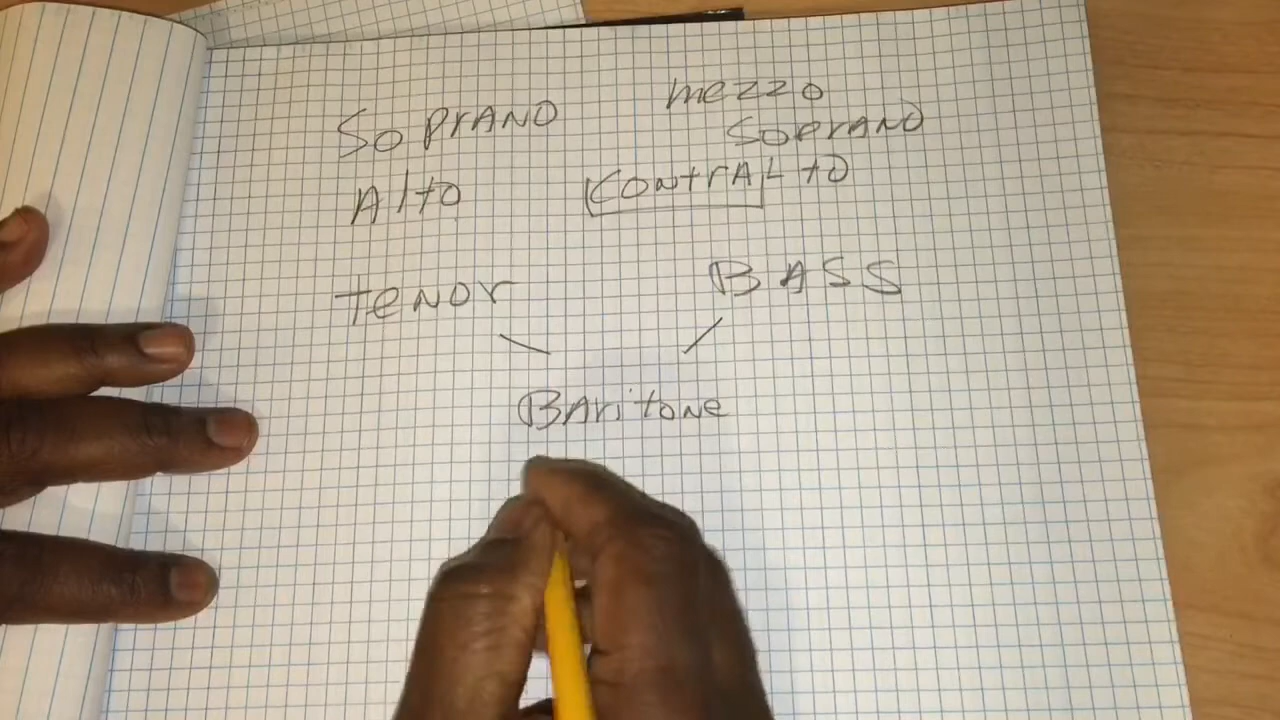 SoprANO
mezzo
SoprANO
Alto
ContrALto
tenor
BASS
BAritone